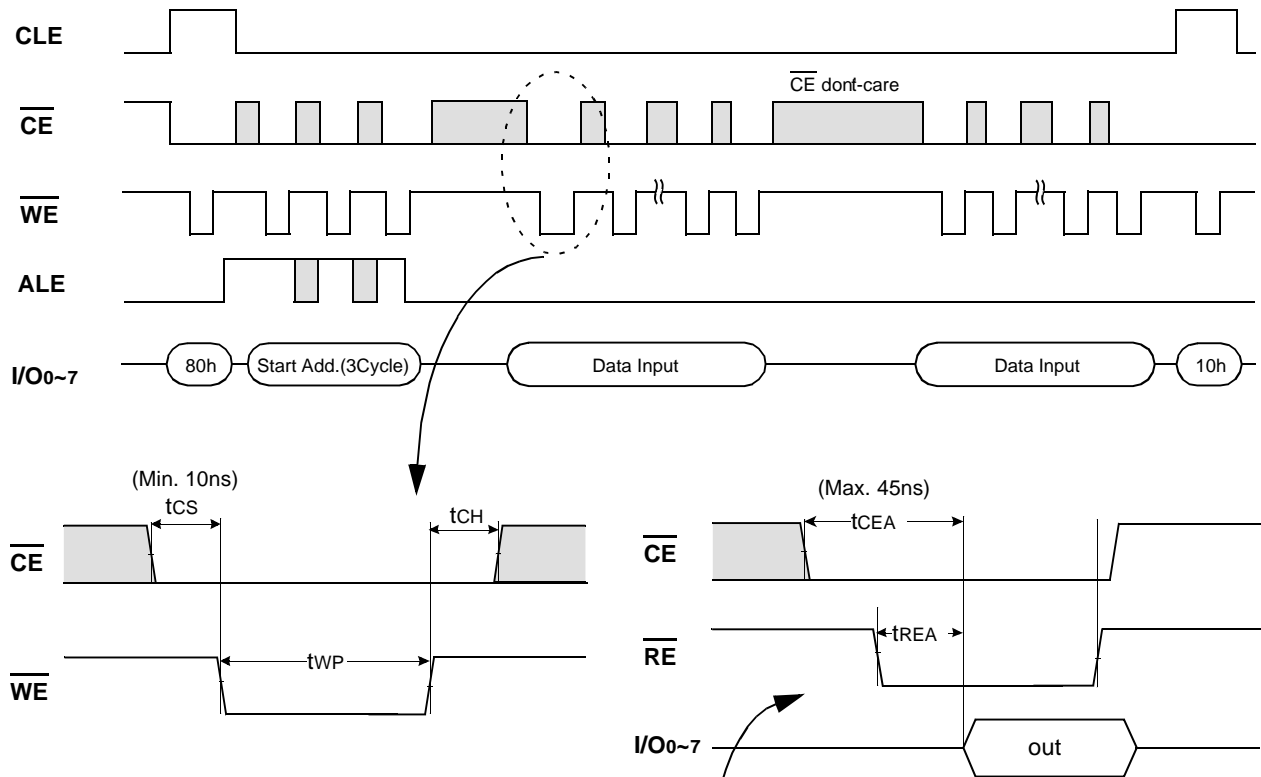 CLE
CE dont-care
CE
WE
ALE
I/O0~7
80h
Start Add.(3Cycle)
Data Input
Data Input
10h
(Min. 10ns)
tCS
tCH
CE
tWP
WE
(Max. 45ns)
tCEA
CE
tREA
RE
I/O0~7
out